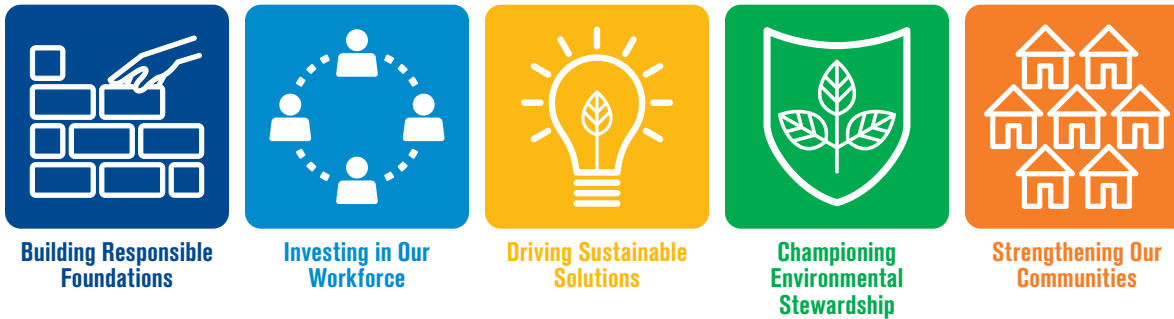 Building Responsible
Foundations
Investing in Our
Workforce
Driving Sustainable
Solutions
Championing
Environmental
Stewardship
Strengthening Our
Communities